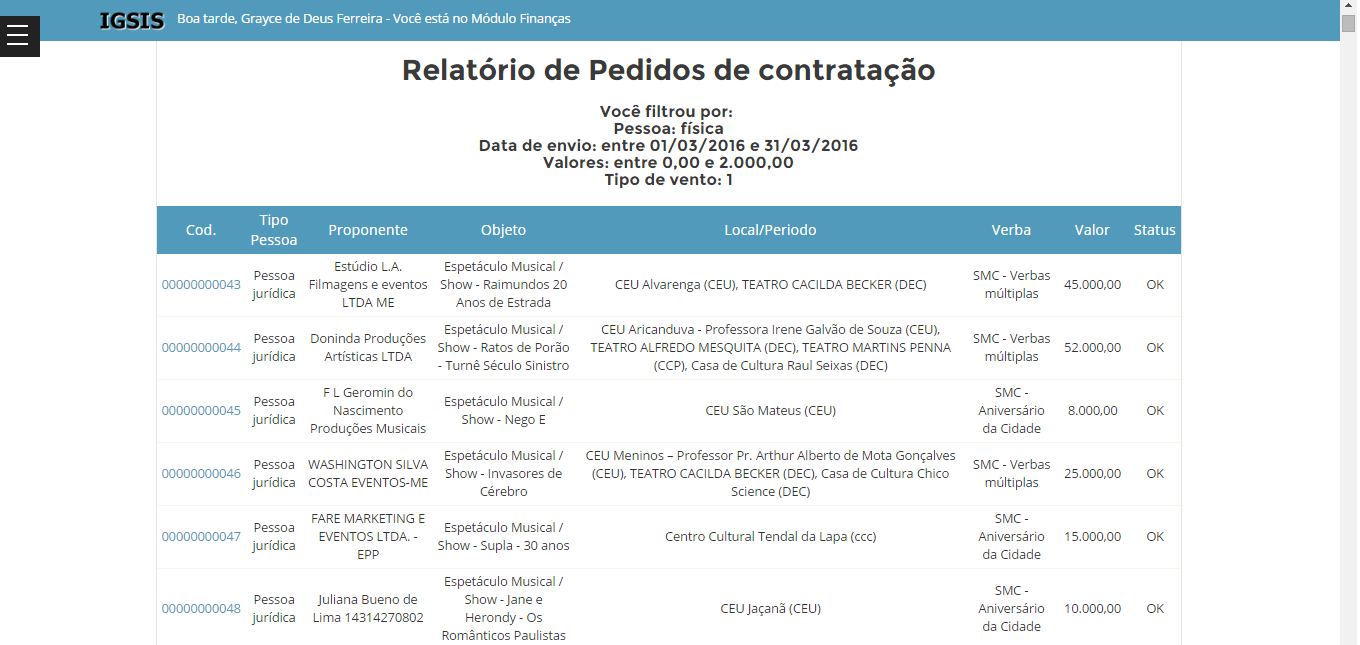 IGSIS Boa tarde, Grayce de Deus Ferreira - Você está no Módulo Finanças
Relatório de Pedidos de contratação
Você filtrou por:
Pessoa: física
Data de envio: entre 01/03/2016 e 31/03/2016
Valores: entre 0,00 e 2.000,00
Tipo de vento: 1
Cod. Tipo Pessoa Proponente Objeto Local/Periodo Verba Valor Status
00000000043 Pessoa jurídica Estúdio L.A. Filmagens e eventos LTDA ME Espetáculo Musical / Show - Raimundos 20 Anos de Estrada CEU Alvarenga (CEU), TEATRO CACILDA BECKER (DEC) SMC - Verbas múltiplas 45.000,00 OK
00000000044 Pessoa jurídica Doninda Produções Artísticas LTDA Espetáculo Musical / Show - Ratos de Porão - Turnê Século Sinistro CEU Aricanduva - Professora Irene Galvão de Souza (CEU), TEATRO ALFREDO MESQUITA (DEC), TEATRO MARTINS PENNA (CCP), Casa de Cultura Raul Seixas (DEC) SMC - Verbas múltiplas 52.000,00 OK
00000000045 Pessoa jurídica F L Geromin do Nascimento Produções Musicais Espetáculo Musical / Show - Nego E CEU São Mateus (CEU) SMC - Aniversário da Cidade 8.000,00 OK
00000000046 Pessoa jurídica WASHINGTON SILVA COSTA EVENTOS-ME Espetáculo Musical / Show - Invasores de Cérebro CEU Meninos – Professor Pr. Arthur Alberto de Mota Gonçalves (CEU), TEATRO CACILDA BECKER (DEC), Casa de Cultura Chico Science (DEC) SMC - Verbas múltiplas 25.000,00 OK
00000000047 Pessoa jurídica FARE MARKETING E EVENTOS LTDA. - EPP Espetáculo Musical / Show - Supla - 30 anos Centro Cultural Tendal da Lapa (ccc) SMC - Aniversário da Cidade 15.000,00 OK
00000000048 Pessoa jurídica Juliana Bueno de Lima 14314270802 Espetáculo Musical / Show - Jane e Herondy - Os Românticos Paulistas CEU Jaçanã (CEU) SMC - Aniversário da Cidade 10.000,00 OK